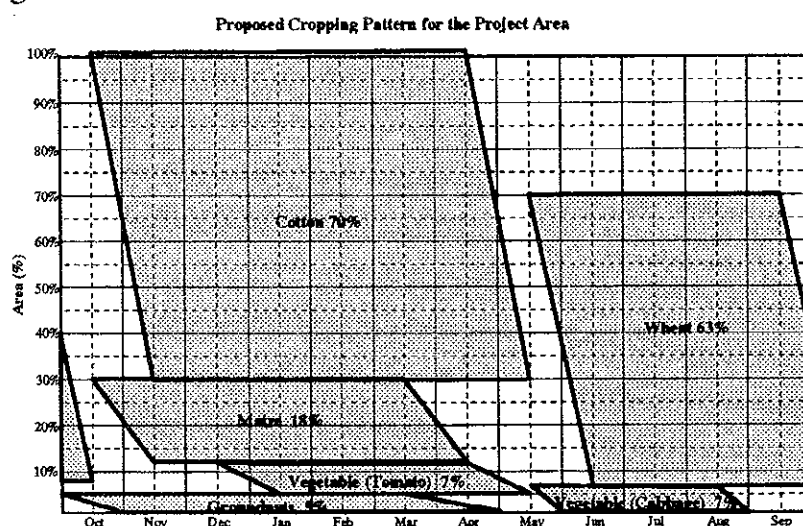 Proposed Cropping Pattern for the Project Area
100%
90%
80%
70%
60%
50%
40%
30%
20%
10%
Area (%)
Cotton 70%
Wheat 63%
Maize 18%
Vegetable (Tomato) 7%
Groundnuts 5%
Vegetable (Cabbage) 7%
Oct Nov Dec Jan Feb Mar Apr May Jun Jul Aug Sep